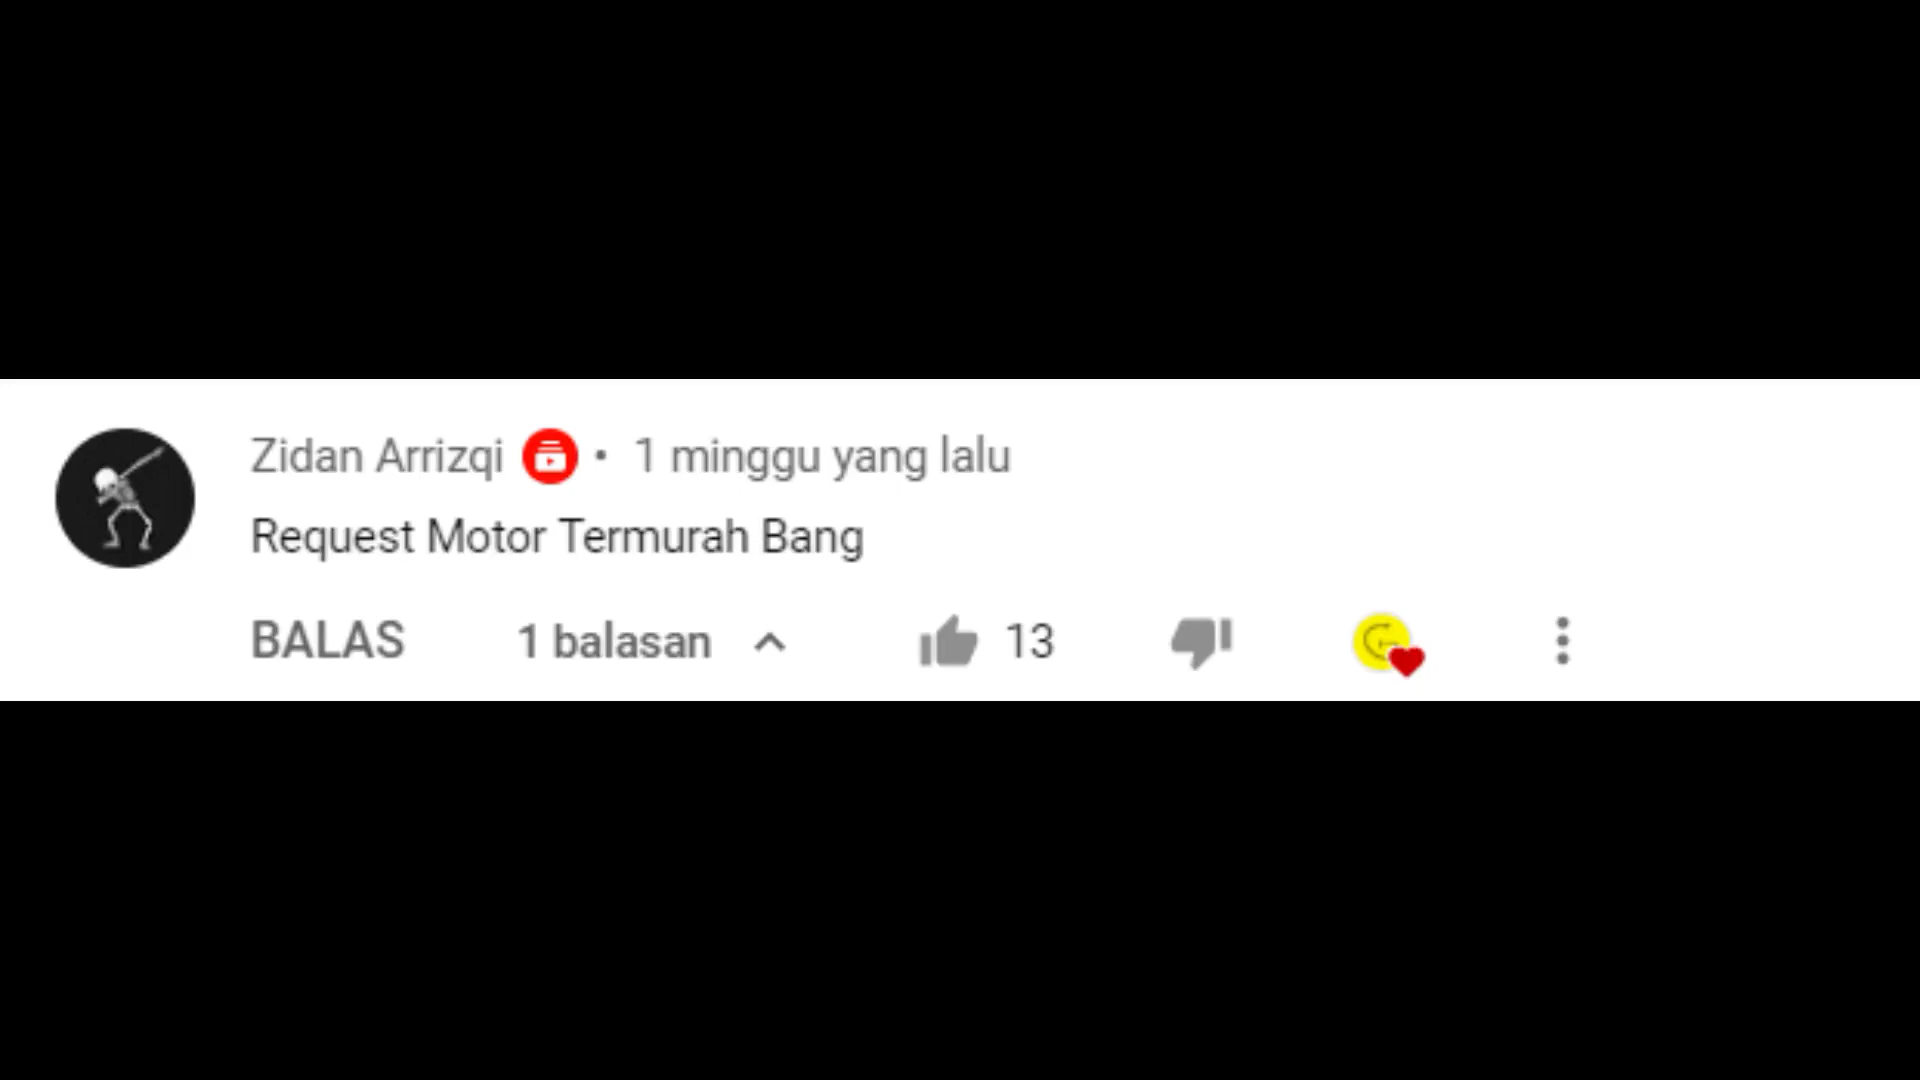 Zidan Arrizqi • 1 minggu yang lalu
Request Motor Termurah Bang
BALAS 1 balasan 13